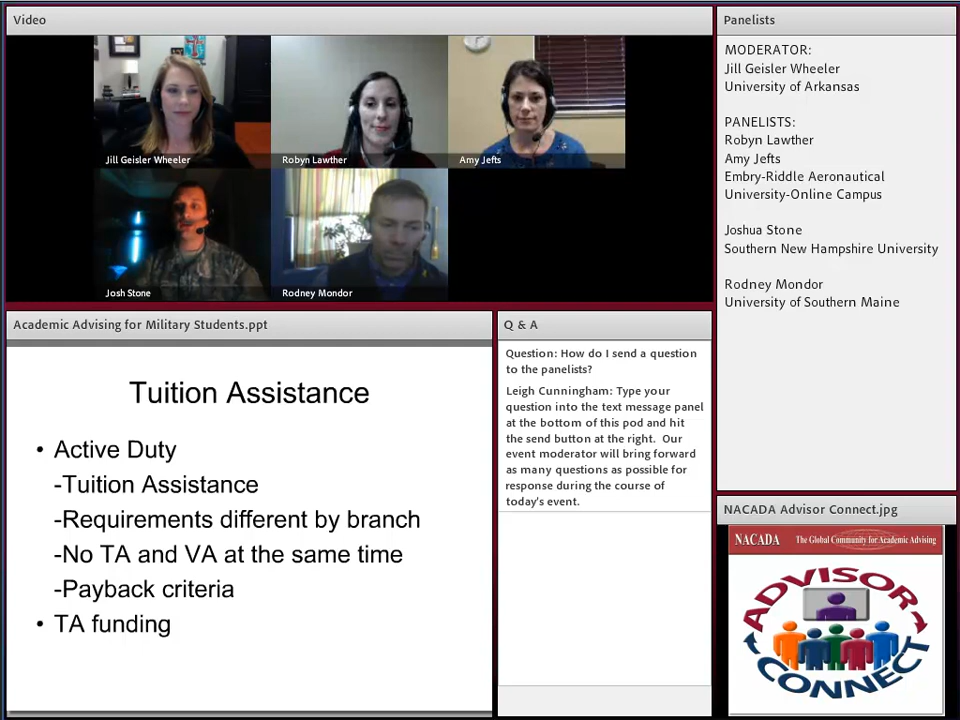 Video
Jill Geisler Wheeler
Robyn Lawther
Amy Jefts
Josh Stone
Rodney Mondor
Panelists
MODERATOR:
Jill Geisler Wheeler
University of Arkansas
PANELISTS:
Robyn Lawther
Amy Jefts
Embry-Riddle Aeronautical
University-Online Campus
Joshua Stone
Southern New Hampshire University
Rodney Mondor
University of Southern Maine
Academic Advising for Military Students.ppt
Tuition Assistance
• Active Duty
-Tuition Assistance
-Requirements different by branch
-No TA and VA at the same time
-Payback criteria
• TA funding
Q & A
Question: How do I send a question
to the panelists?
Leigh Cunningham: Type your
question into the text message panel
at the bottom of this pod and hit
the send button at the right. Our
event moderator will bring forward
as many questions as possible for
response during the course of
today's event.
NACADA Advisor Connect.jpg
NACADA The Global Community for Academic Advising
ADVISOR
CONNECT